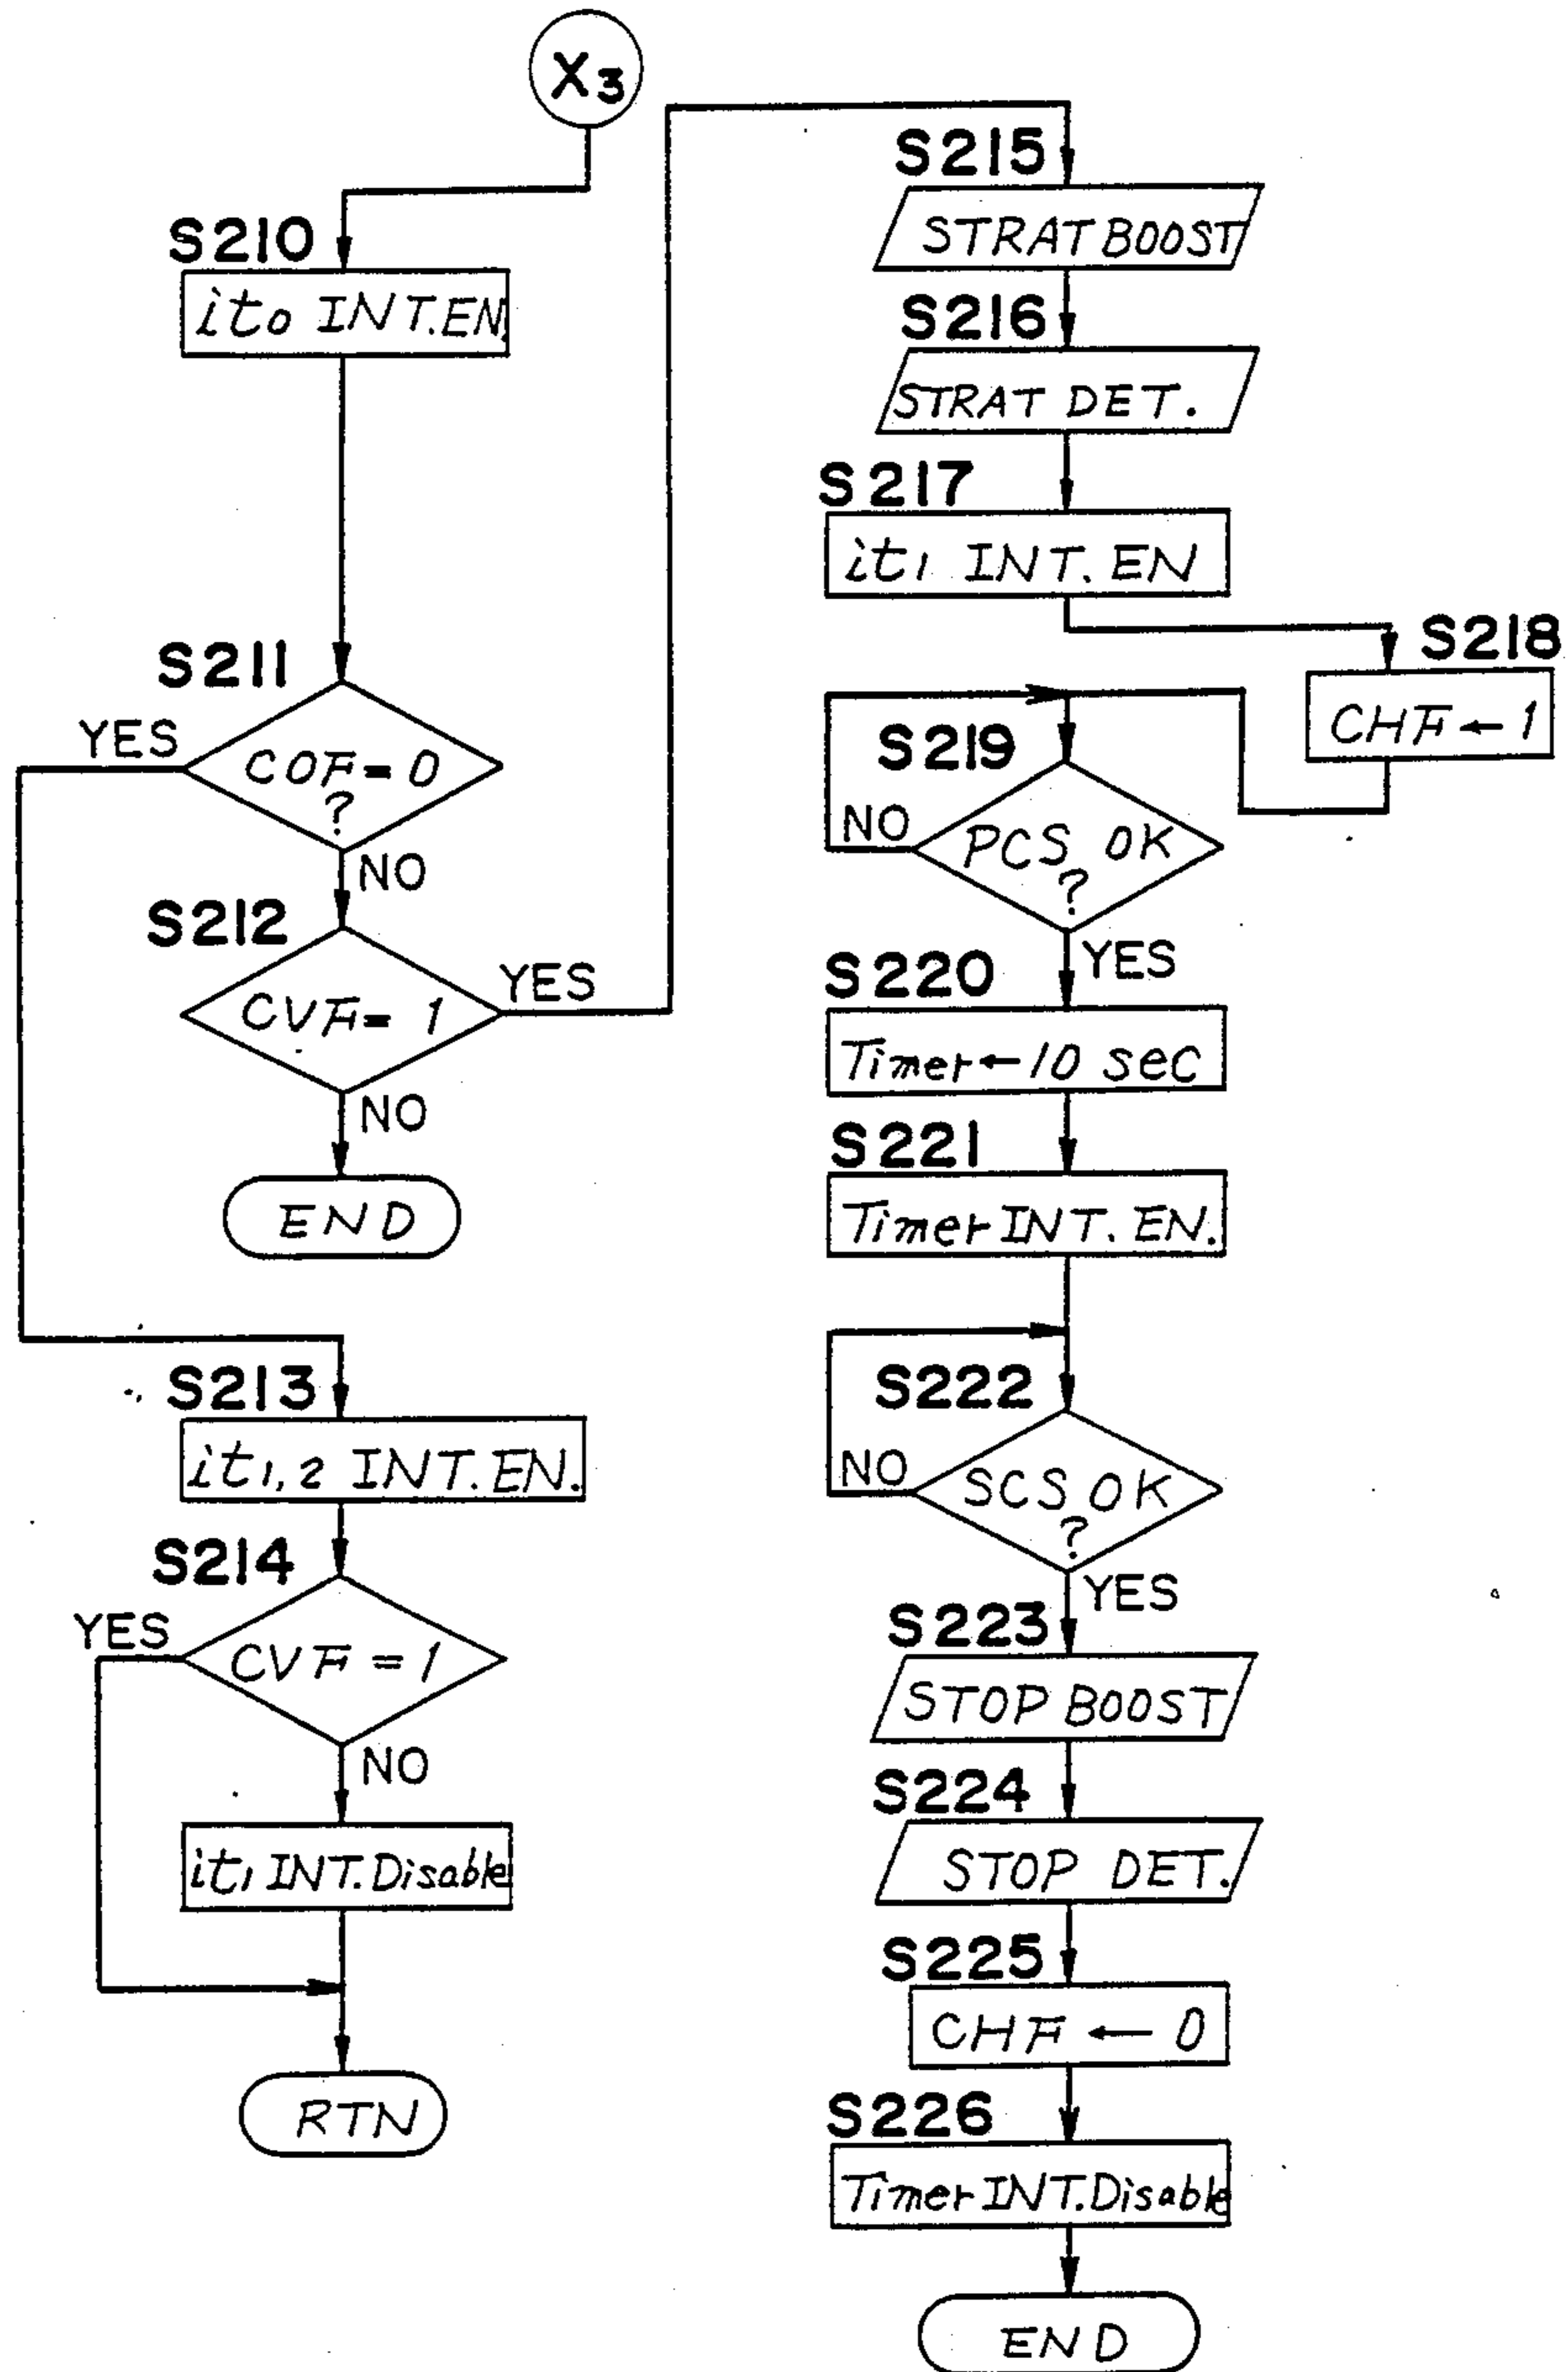 X3
S210
it0 INT.EN.
S211
COF=0
?
YES
NO
S212
CVF=1
YES
NO
END
S213
it1,2 INT.EN.
S214
CVF=1
YES
NO
it1 INT.Disable
RTN
S215
STRAT BOOST
S216
STRAT DET.
S217
it1 INT.EN
S218
CHF←1
S219
PCS OK
?
NO
YES
S220
Timer←10 sec
S221
Timer INT.EN.
S222
SCS OK
?
NO
YES
S223
STOP BOOST
S224
STOP DET.
S225
CHF←0
S226
Timer INT.Disable
END